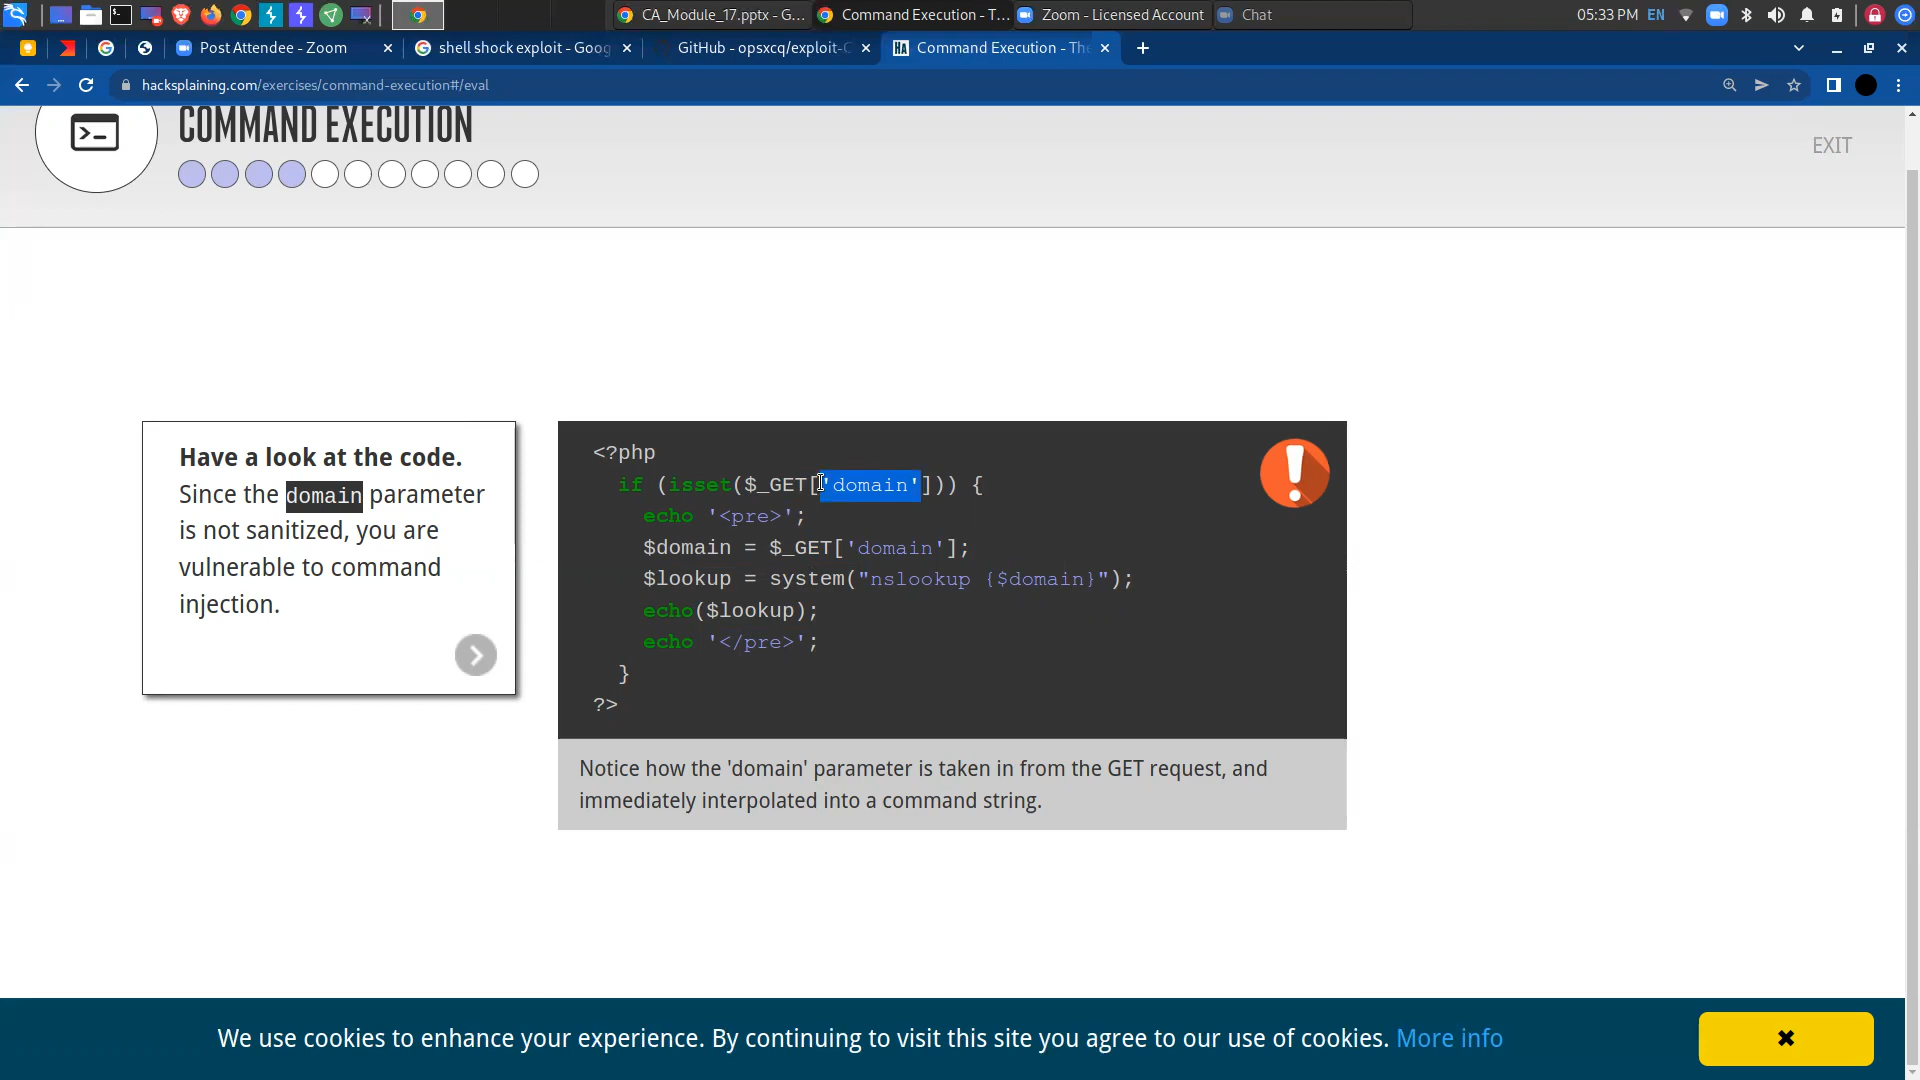 CA_Module_17.pptx - G...
Command Execution - T...
Zoom - Licensed Account
Chat
05:33 PM EN
Post Attendee - Zoom
shell shock exploit - Goog
GitHub - opsxcq/exploit-C
HA
Command Execution - The
hacksplaining.com/exercises/command-execution#/eval
COMMAND EXECUTION
EXIT
Have a look at the code.
Since the domain parameter
is not sanitized, you are
vulnerable to command
injection.
<?php
if (isset($_GET['domain'])) {
echo '<pre>';
$domain = $_GET['domain'];
$lookup = system("nslookup {$domain}");
echo($lookup);
echo '</pre>';
}
?>
Notice how the 'domain' parameter is taken in from the GET request, and
immediately interpolated into a command string.
We use cookies to enhance your experience. By continuing to visit this site you agree to our use of cookies. More info